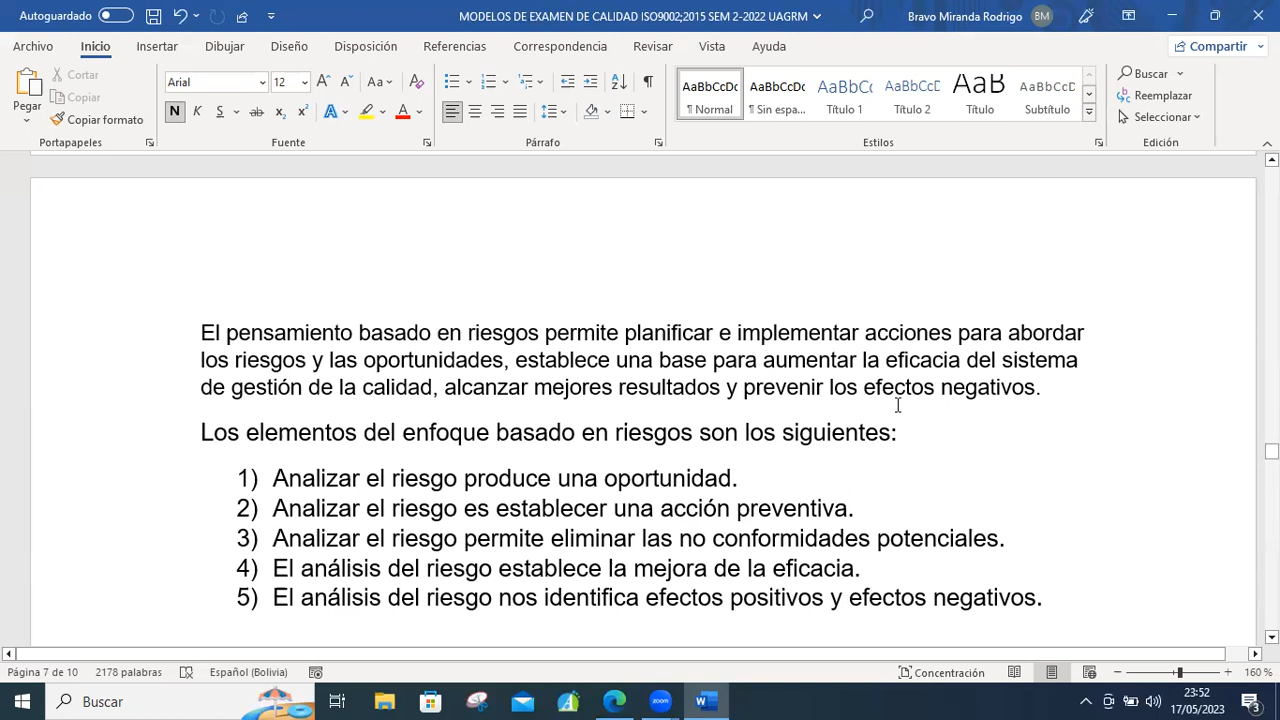 Autoguardado
MODELOS DE EXAMEN DE CALIDAD ISO9002;2015 SEM 2-2022 UAGRM
Bravo Miranda Rodrigo
BM
Archivo
Inicio
Insertar
Dibujar
Diseño
Disposición
Referencias
Correspondencia
Revisar
Vista
Ayuda
Compartir
Pegar
Cortar
Copiar
Copiar formato
Portapapeles
Arial
12
Aa
N K S ab x₂ x² A A
Fuente
Párrafo
AaBbCcDc AaBbCcDc AaBbCc AaBbCcD AaB AaBbCcD
¶ Normal
¶ Sin espa...
Título 1
Título 2
Título
Subtítulo
Estilos
Buscar
Reemplazar
Seleccionar
Edición
El pensamiento basado en riesgos permite planificar e implementar acciones para abordar
los riesgos y las oportunidades, establece una base para aumentar la eficacia del sistema
de gestión de la calidad, alcanzar mejores resultados y prevenir los efectos negativos.
Los elementos del enfoque basado en riesgos son los siguientes:
1) Analizar el riesgo produce una oportunidad.
2) Analizar el riesgo es establecer una acción preventiva.
3) Analizar el riesgo permite eliminar las no conformidades potenciales.
4) El análisis del riesgo establece la mejora de la eficacia.
5) El análisis del riesgo nos identifica efectos positivos y efectos negativos.
Página 7 de 10
2178 palabras
Español (Bolivia)
Concentración
160 %
Buscar
zoom
23:52
17/05/2023
3